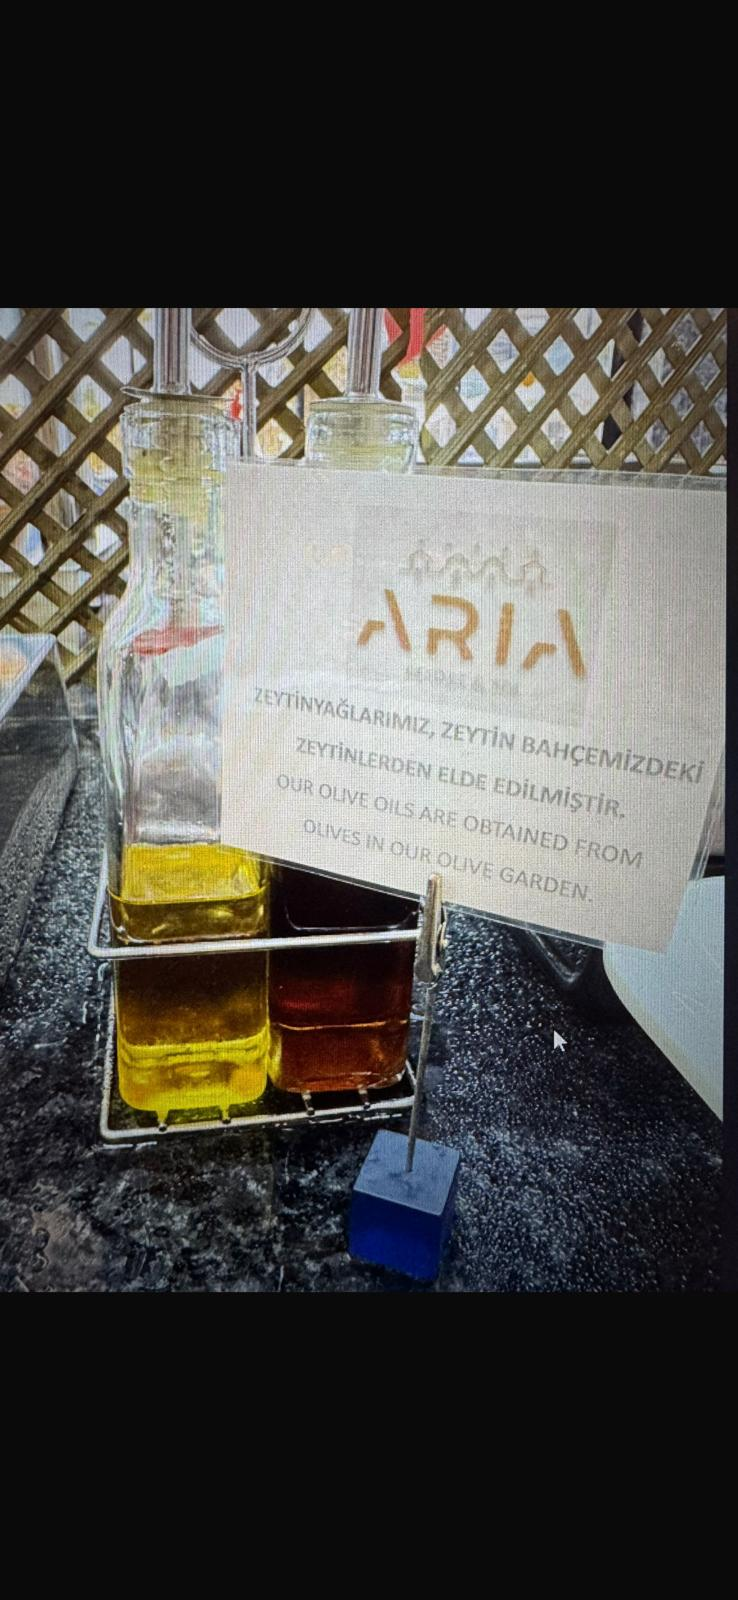 ARIA
ZEYTİNYAĞLARIMIZ, ZEYTİN BAHÇEMİZDEKİ
ZEYTİNLERDEN ELDE EDİLMİŞTİR.
OUR OLIVE OILS ARE OBTAINED FROM
OLIVES IN OUR OLIVE GARDEN.